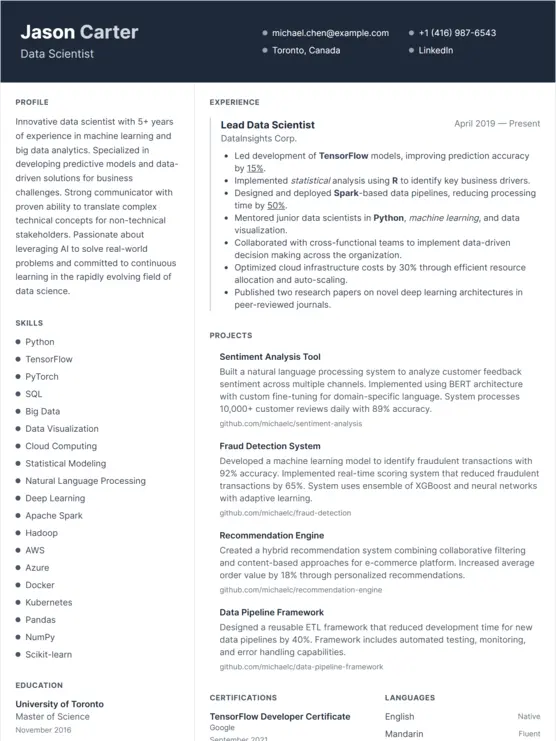 Jason Carter
Data Scientist
michael.chen@example.com
+1 (416) 987-6543
Toronto, Canada
LinkedIn
PROFILE
Innovative data scientist with 5+ years
of experience in machine learning and
big data analytics. Specialized in
developing predictive models and data-
driven solutions for business
challenges. Strong communicator with
proven ability to translate complex
technical concepts for non-technical
stakeholders. Passionate about
leveraging AI to solve real-world
problems and committed to continuous
learning in the rapidly evolving field of
data science.
SKILLS
Python
TensorFlow
PyTorch
SQL
Big Data
Data Visualization
Cloud Computing
Statistical Modeling
Natural Language Processing
Deep Learning
Apache Spark
Hadoop
AWS
Azure
Docker
Kubernetes
Pandas
NumPy
Scikit-learn
EDUCATION
University of Toronto
Master of Science
November 2016
EXPERIENCE
Lead Data Scientist
April 2019 — Present
DataInsights Corp.
Led development of TensorFlow models, improving prediction accuracy
by 15%.
Implemented statistical analysis using R to identify key business drivers.
Designed and deployed Spark-based data pipelines, reducing processing
time by 50%.
Mentored junior data scientists in Python, machine learning, and data
visualization.
Collaborated with cross-functional teams to implement data-driven
decision making across the organization.
Optimized cloud infrastructure costs by 30% through efficient resource
allocation and auto-scaling.
Published two research papers on novel deep learning architectures in
peer-reviewed journals.
PROJECTS
Sentiment Analysis Tool
Built a natural language processing system to analyze customer feedback
sentiment across multiple channels. Implemented using BERT architecture
with custom fine-tuning for domain-specific language. System processes
10,000+ customer reviews daily with 89% accuracy.
github.com/michaelc/sentiment-analysis
Fraud Detection System
Developed a machine learning model to identify fraudulent transactions with
92% accuracy. Implemented real-time scoring system that reduced fraudulent
transactions by 65%. System uses ensemble of XGBoost and neural networks
with adaptive learning.
github.com/michaelc/fraud-detection
Recommendation Engine
Created a hybrid recommendation system combining collaborative filtering
and content-based approaches for e-commerce platform. Increased average
order value by 18% through personalized recommendations.
github.com/michaelc/recommendation-engine
Data Pipeline Framework
Designed a reusable ETL framework that reduced development time for new
data pipelines by 40%. Framework includes automated testing, monitoring,
and error handling capabilities.
github.com/michaelc/data-pipeline-framework
CERTIFICATIONS
TensorFlow Developer Certificate
Google
September 2021
LANGUAGES
English
Native
Mandarin
Fluent